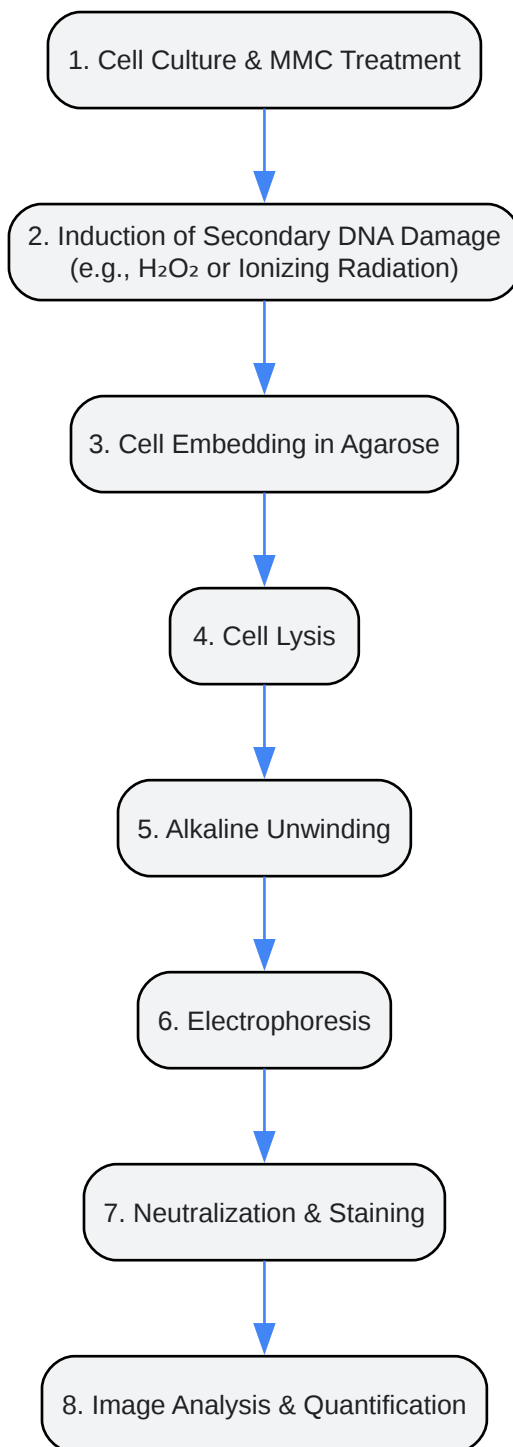 1. Cell Culture & MMC Treatment
2. Induction of Secondary DNA Damage
(e.g., H₂O₂ or Ionizing Radiation)
3. Cell Embedding in Agarose
4. Cell Lysis
5. Alkaline Unwinding
6. Electrophoresis
7. Neutralization & Staining
8. Image Analysis & Quantification